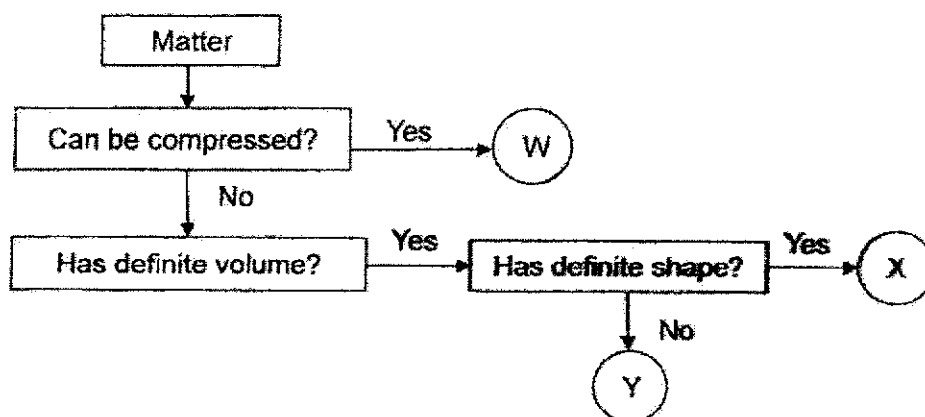 Matter
Can be compressed?
Yes
W
No
Has definite volume?
Yes
Has definite shape?
Yes
X
No
Y